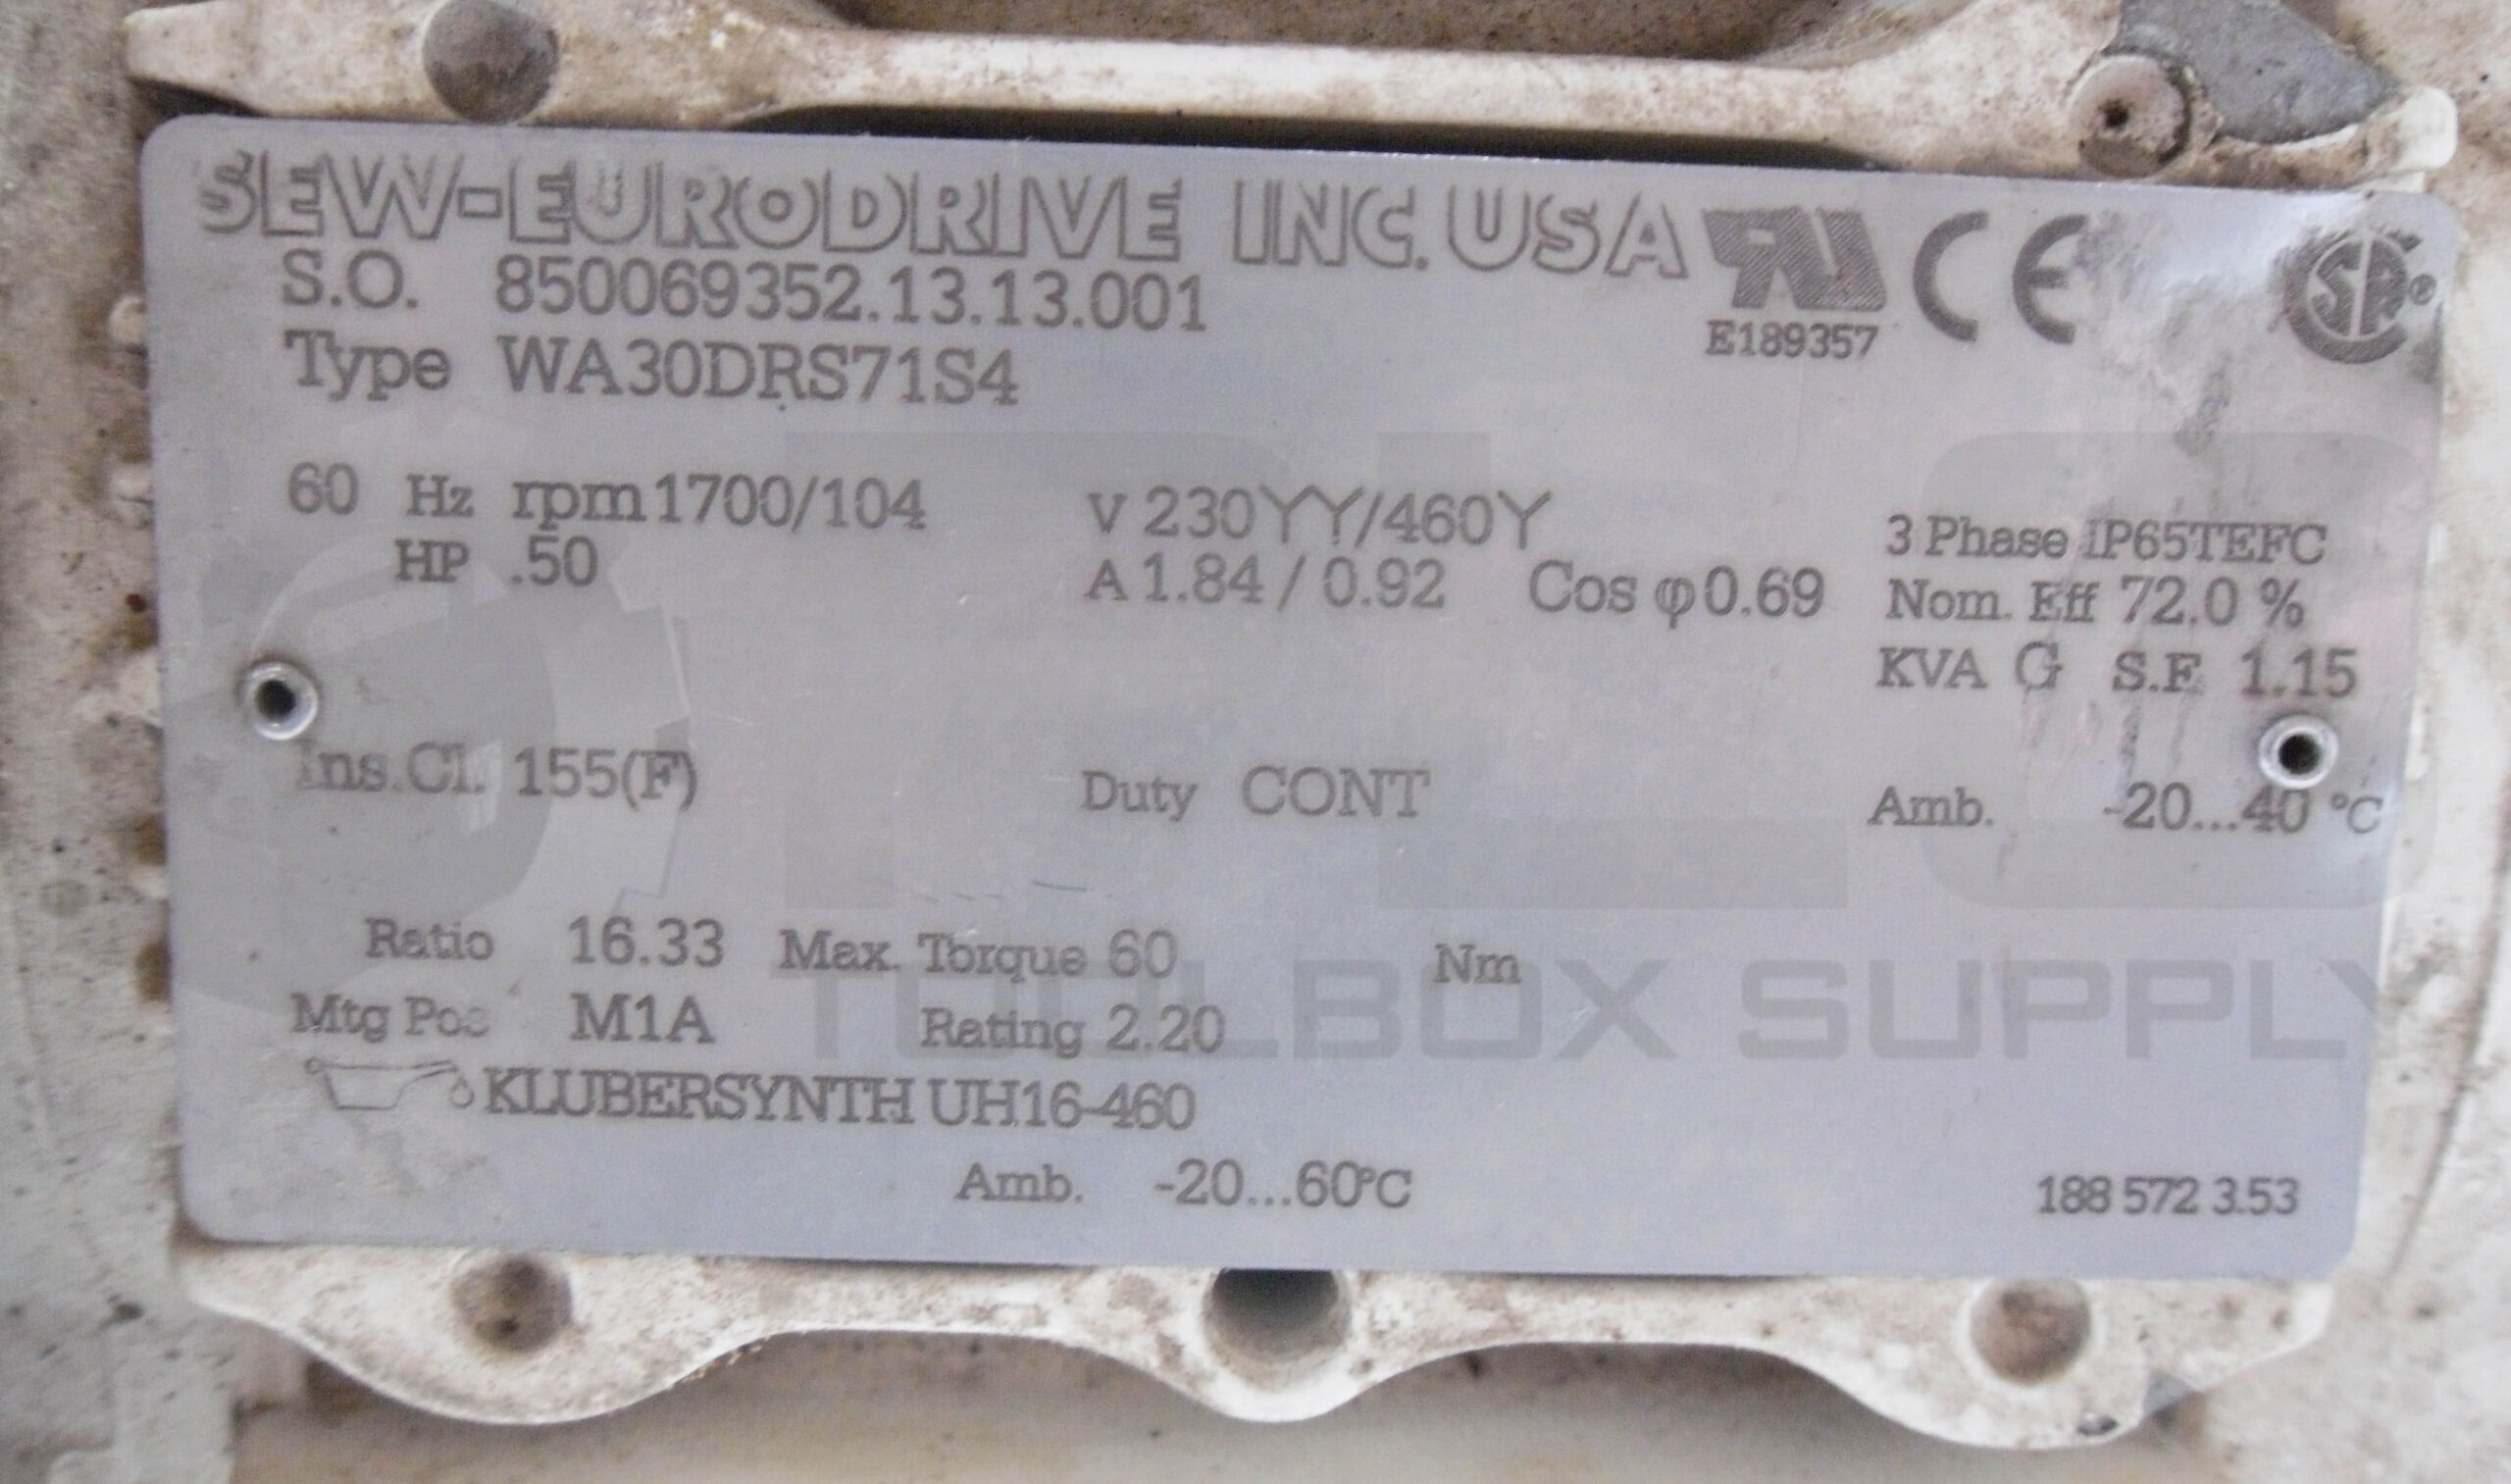 SEW-EURODRIVE INC. USA
S.O. 850069352.13.13.001
E189357
Type WA30DRS71S4
60 Hz rpm 1700/104 V 230YY/460Y 3 Phase IP65TEFC
HP .50 A 1.84 / 0.92 Cos φ 0.69 Nom. Eff 72.0 %
KVA G S.F. 1.15
Ins.Cl. 155(F) Duty CONT Amb. -20...40 °C
Ratio 16.33 Max. Torque 60 Nm
Mtg Pos M1A Rating 2.20
KLUBERSYNTH UH16-460
Amb. -20...60°C
188 572 3.53
TOOLBOX SUPPLY